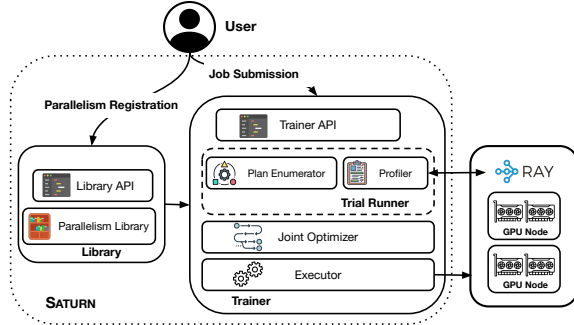 User
Job Submission
Parallelism Registration
Trainer API
Library API
Parallelism Library
Library
Plan Enumerator
Profiler
Trial Runner
Joint Optimizer
Executor
Trainer
SATURN
RAY
GPU Node
GPU Node